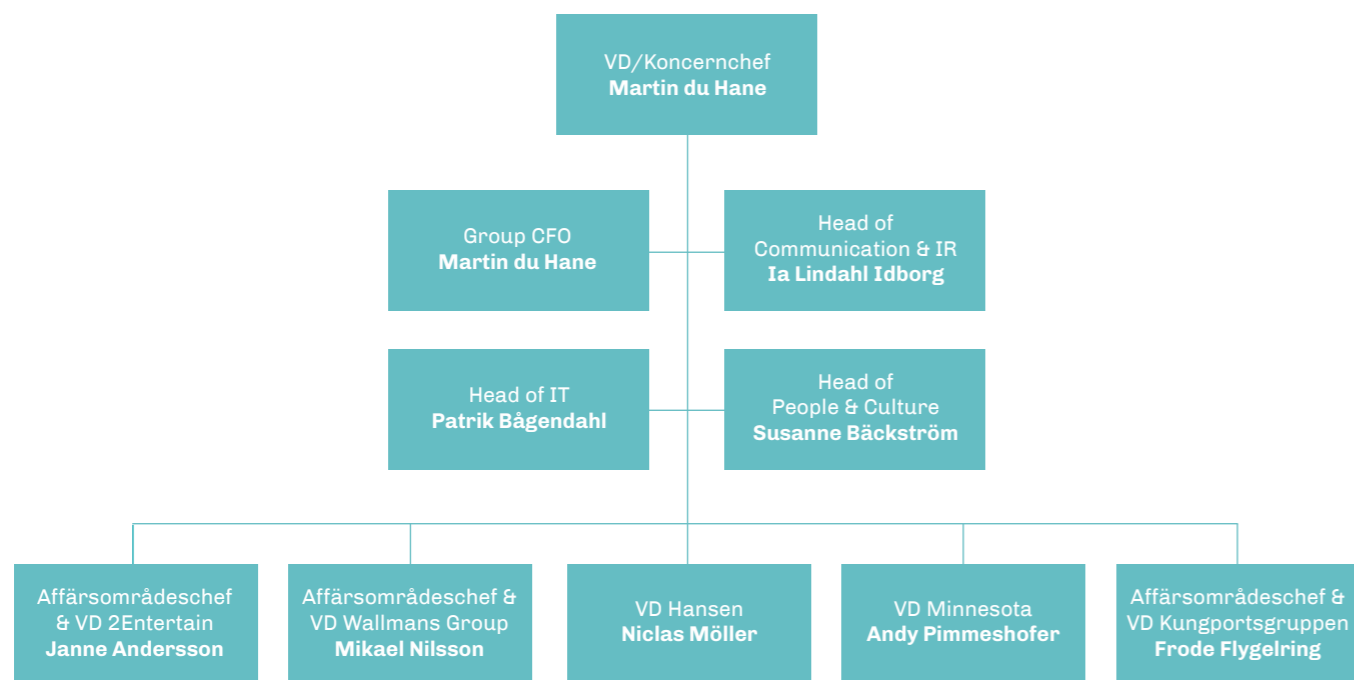 VD/Koncernchef
Martin du Hane
Group CFO
Martin du Hane
Head of
Communication & IR
Ia Lindahl Idborg
Head of IT
Patrik Bågendahl
Head of
People & Culture
Susanne Bäckström
Affärsområdeschef
& VD 2Entertain
Janne Andersson
Affärsområdeschef &
VD Wallmans Group
Mikael Nilsson
VD Hansen
Niclas Möller
VD Minnesota
Andy Pimmeshofer
Affärsområdeschef &
VD Kungportsgruppen
Frode Flygelring